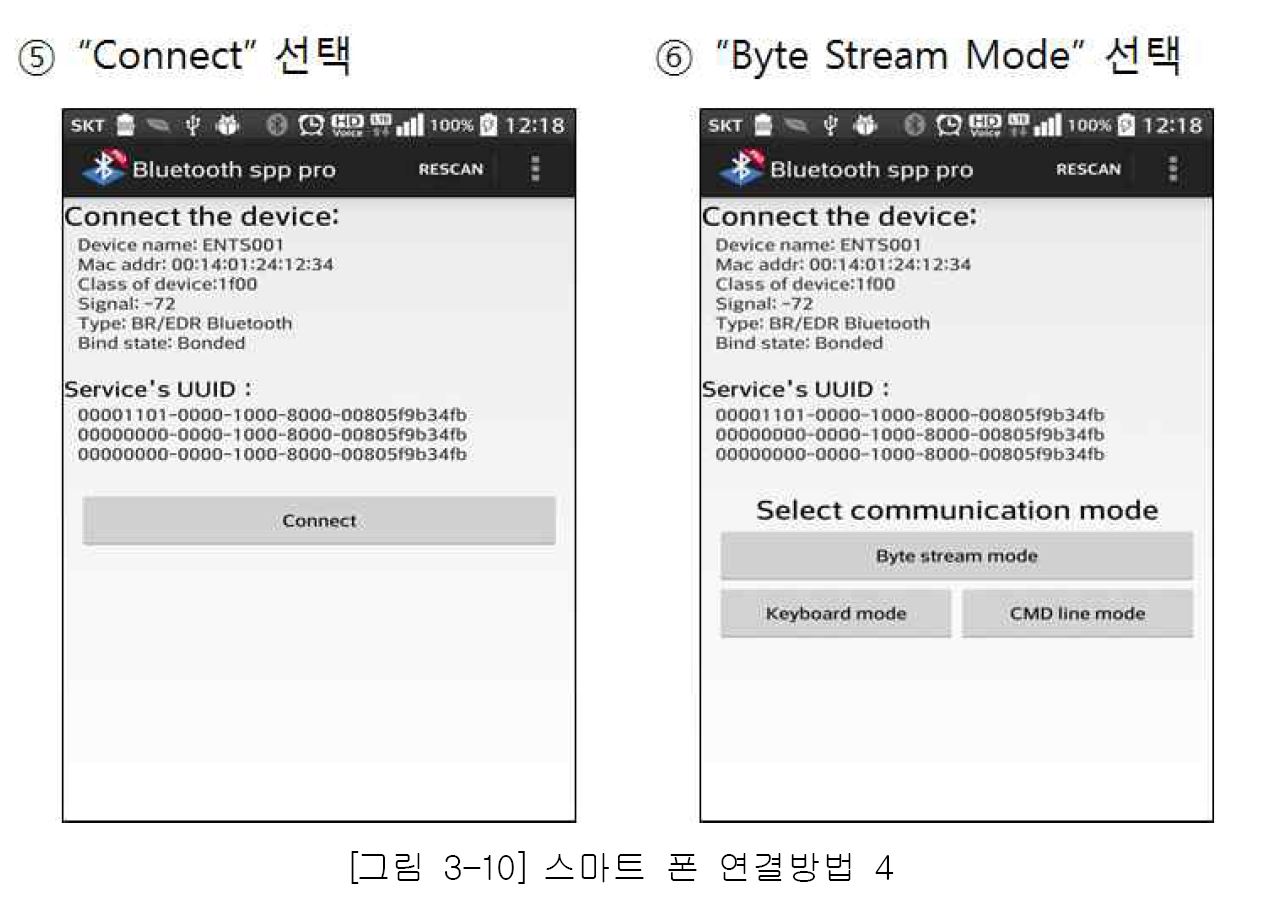 ⑤ "Connect" 선택
SKT HD Voice LTE 100% 12:18
Bluetooth spp pro RESCAN
Connect the device:
Device name: ENTS001
Mac addr: 00:14:01:24:12:34
Class of device:1f00
Signal: -72
Type: BR/EDR Bluetooth
Bind state: Bonded
Service's UUID :
00001101-0000-1000-8000-00805f9b34fb
00000000-0000-1000-8000-00805f9b34fb
00000000-0000-1000-8000-00805f9b34fb
Connect
⑥ "Byte Stream Mode" 선택
SKT HD Voice LTE 100% 12:18
Bluetooth spp pro RESCAN
Connect the device:
Device name: ENTS001
Mac addr: 00:14:01:24:12:34
Class of device:1f00
Signal: -72
Type: BR/EDR Bluetooth
Bind state: Bonded
Service's UUID :
00001101-0000-1000-8000-00805f9b34fb
00000000-0000-1000-8000-00805f9b34fb
00000000-0000-1000-8000-00805f9b34fb
Select communication mode
Byte stream mode
Keyboard mode CMD line mode
[그림 3-10] 스마트 폰 연결방법 4